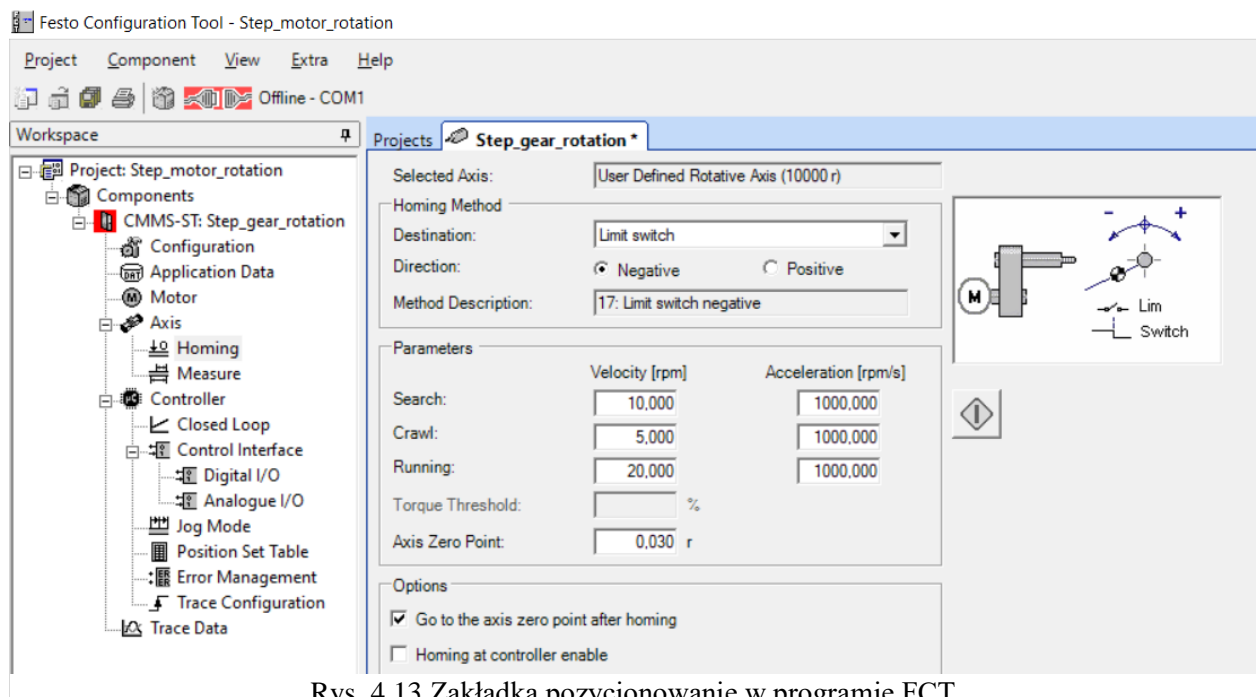 Festo Configuration Tool - Step_motor_rotation
Project Component View Extra Help
Offline - COM1
Workspace
Project: Step_motor_rotation
Components
CMMS-ST: Step_gear_rotation
Configuration
Application Data
Motor
Axis
Homing
Measure
Controller
Closed Loop
Control Interface
Digital I/O
Analogue I/O
Jog Mode
Position Set Table
Error Management
Trace Configuration
Trace Data
Projects Step_gear_rotation *
Selected Axis: User Defined Rotative Axis (10000 r)
Homing Method
Destination: Limit switch
Direction: Negative Positive
Method Description: 17: Limit switch negative
Parameters
Velocity [rpm] Acceleration [rpm/s]
Search: 10,000 1000,000
Crawl: 5,000 1000,000
Running: 20,000 1000,000
Torque Threshold: %
Axis Zero Point: 0,030 r
Options
Go to the axis zero point after homing
Homing at controller enable
- +
M
Lim
Switch
Rys. 4.13 Zakładka pozycjonowanie w programie FCT